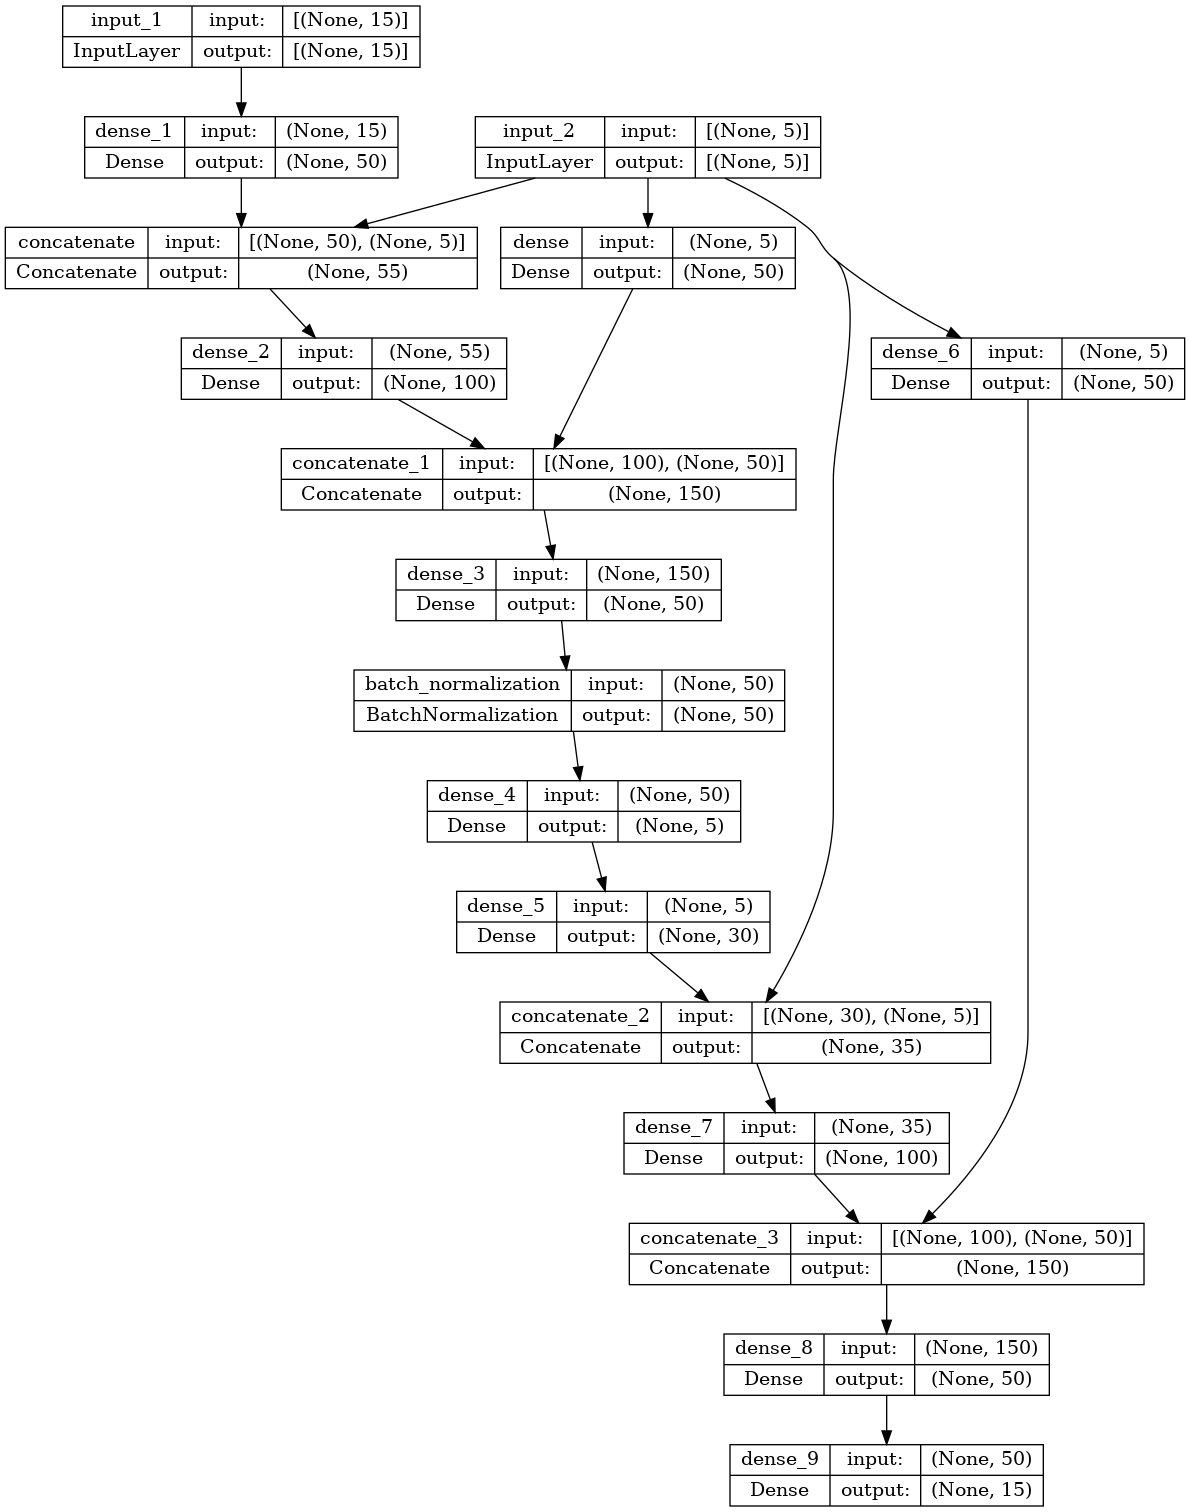 input_1 input: [(None, 15)]
InputLayer output: [(None, 15)]
dense_1 input: (None, 15)
Dense output: (None, 50)
input_2 input: [(None, 5)]
InputLayer output: [(None, 5)]
concatenate input: [(None, 50), (None, 5)]
Concatenate output: (None, 55)
dense input: (None, 5)
Dense output: (None, 50)
dense_2 input: (None, 55)
Dense output: (None, 100)
dense_6 input: (None, 5)
Dense output: (None, 50)
concatenate_1 input: [(None, 100), (None, 50)]
Concatenate output: (None, 150)
dense_3 input: (None, 150)
Dense output: (None, 50)
batch_normalization input: (None, 50)
BatchNormalization output: (None, 50)
dense_4 input: (None, 50)
Dense output: (None, 5)
dense_5 input: (None, 5)
Dense output: (None, 30)
concatenate_2 input: [(None, 30), (None, 5)]
Concatenate output: (None, 35)
dense_7 input: (None, 35)
Dense output: (None, 100)
concatenate_3 input: [(None, 100), (None, 50)]
Concatenate output: (None, 150)
dense_8 input: (None, 150)
Dense output: (None, 50)
dense_9 input: (None, 50)
Dense output: (None, 15)